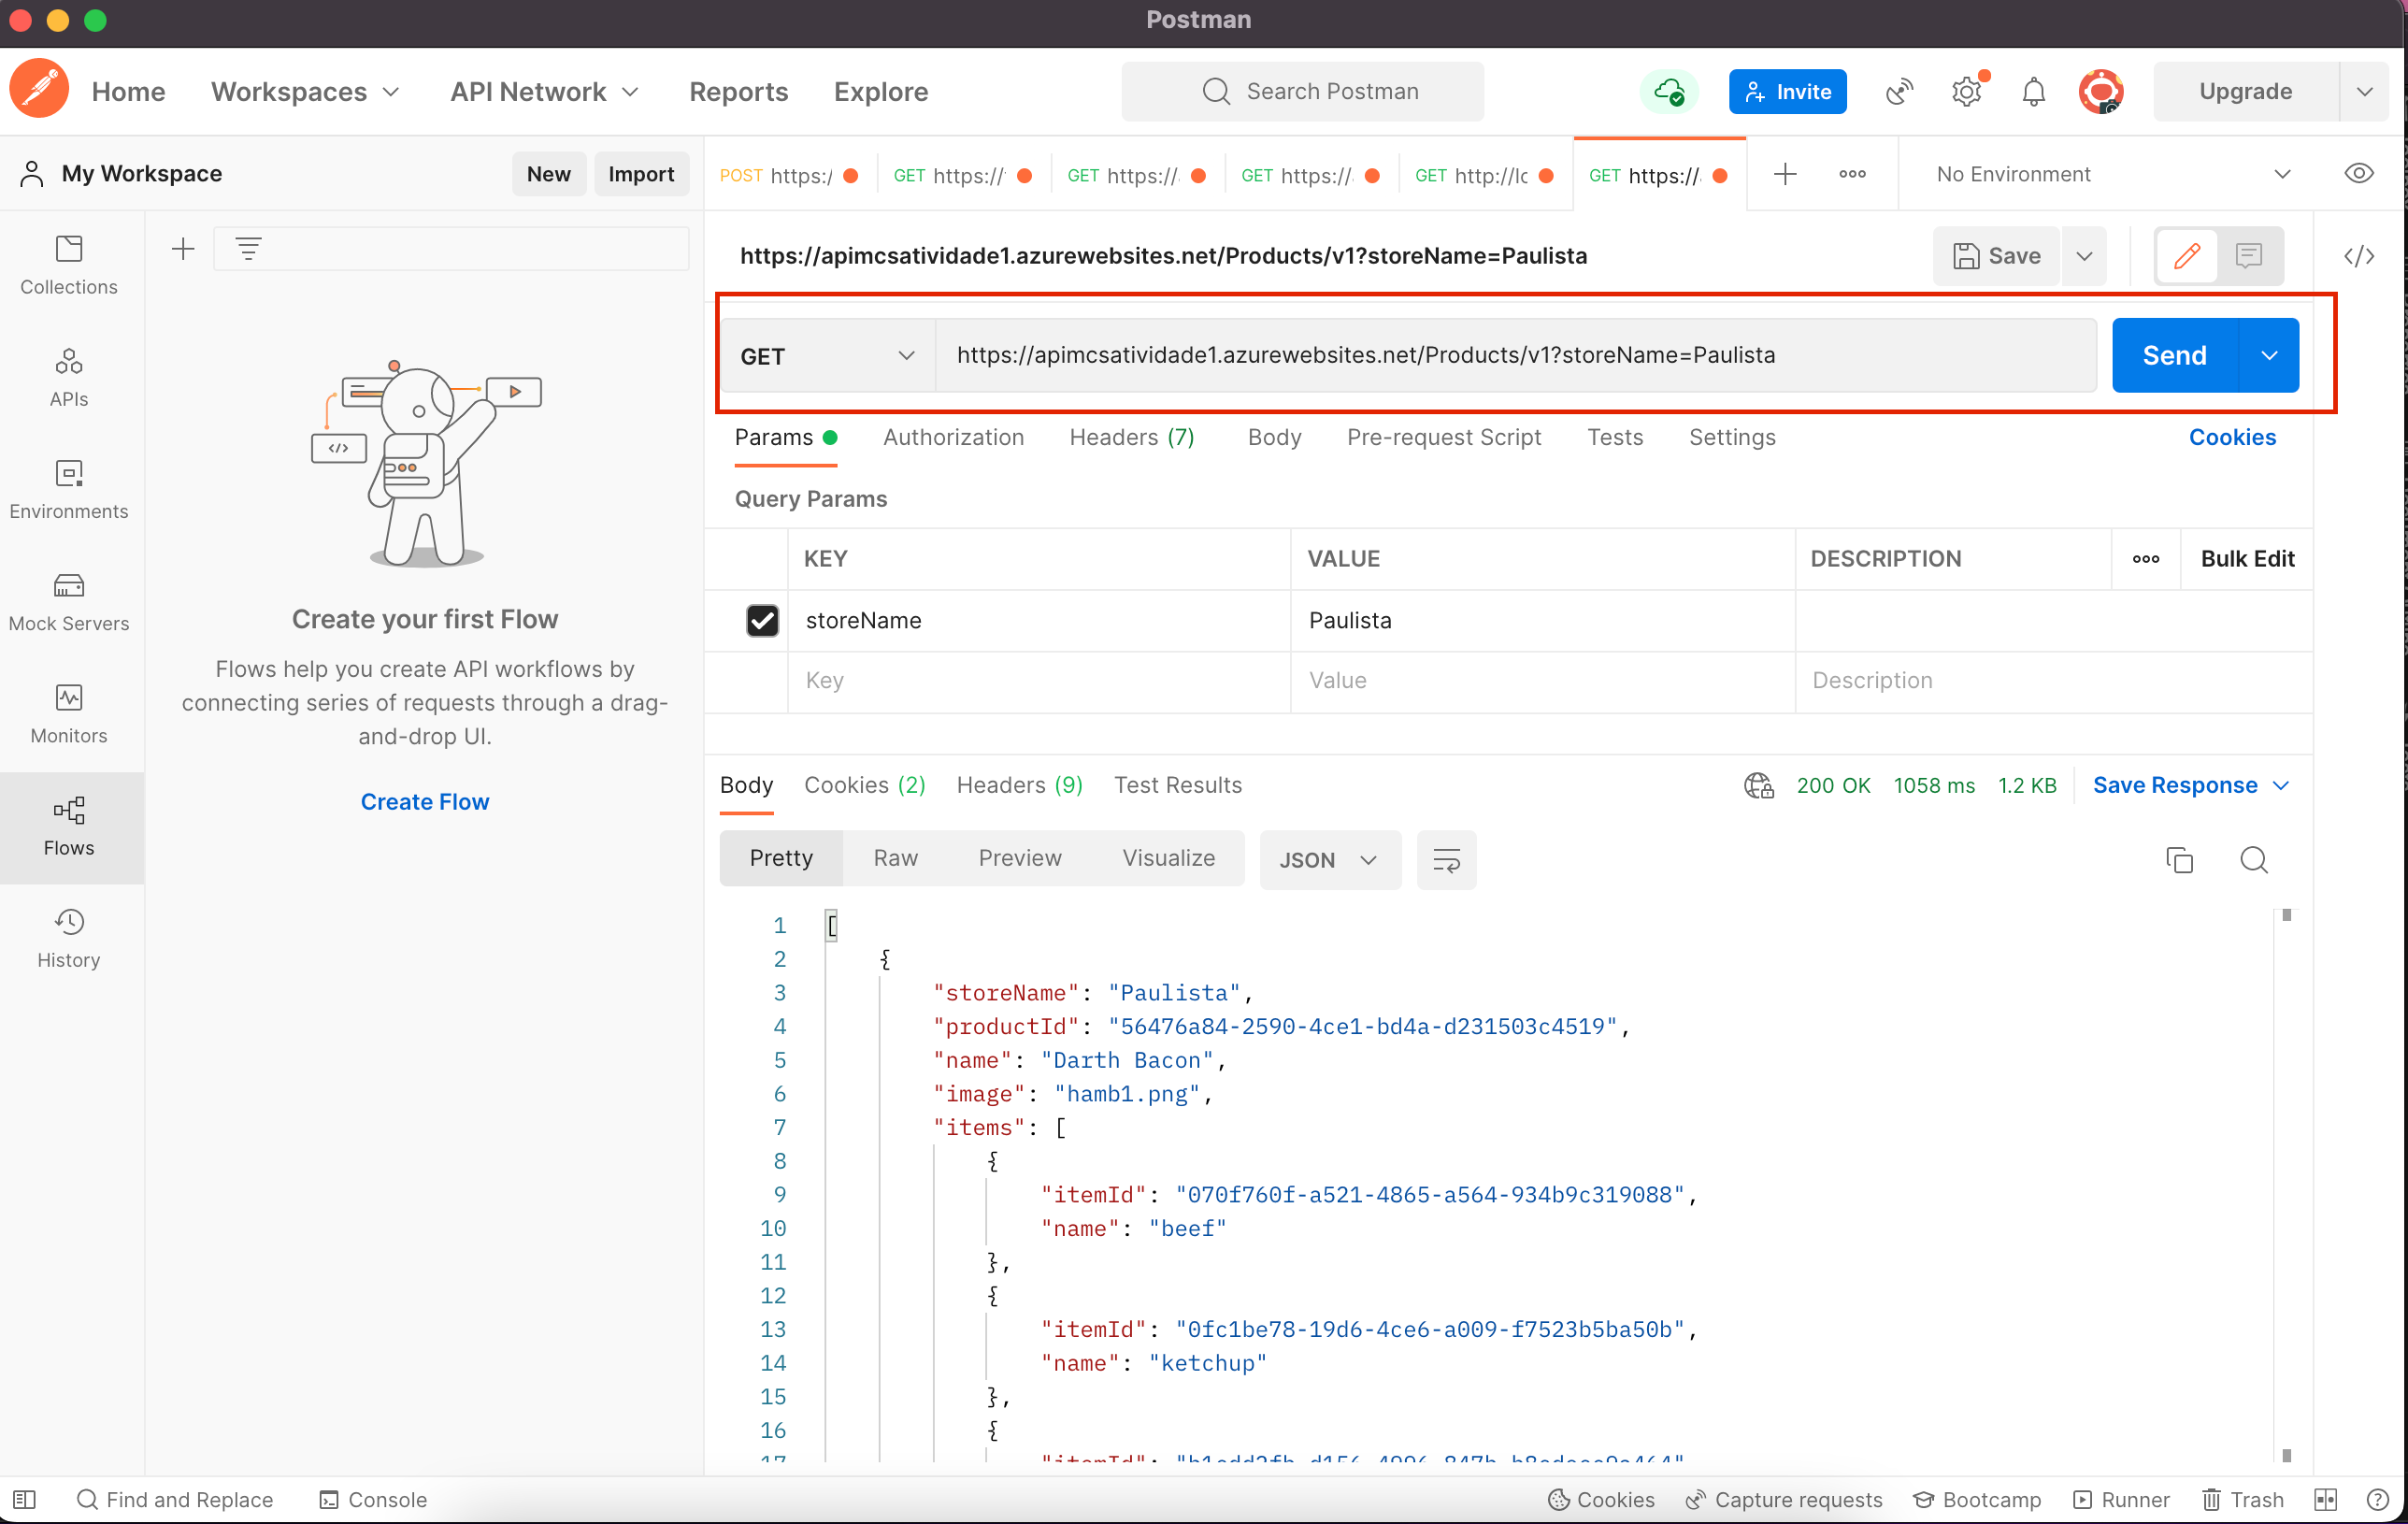 Postman
Home Workspaces API Network Reports Explore Search Postman Invite Upgrade
My Workspace New Import
POST https:/ GET https:// GET https://. GET https://. GET http://lc GET https://. No Environment
https://apimcsatividade1.azurewebsites.net/Products/v1?storeName=Paulista Save
GET https://apimcsatividade1.azurewebsites.net/Products/v1?storeName=Paulista Send
Params Authorization Headers (7) Body Pre-request Script Tests Settings Cookies
Query Params
KEY VALUE DESCRIPTION Bulk Edit
storeName Paulista
Key Value Description
Collections
APIs
Environments
Mock Servers
Monitors
Flows
History
</>
Create your first Flow
Flows help you create API workflows by
connecting series of requests through a drag-
and-drop UI.
Create Flow
Body Cookies (2) Headers (9) Test Results 200 OK 1058 ms 1.2 KB Save Response
Pretty Raw Preview Visualize JSON
1 [
2 {
3 "storeName": "Paulista",
4 "productId": "56476a84-2590-4ce1-bd4a-d231503c4519",
5 "name": "Darth Bacon",
6 "image": "hamb1.png",
7 "items": [
8 {
9 "itemId": "070f760f-a521-4865-a564-934b9c319088",
10 "name": "beef"
11 },
12 {
13 "itemId": "0fc1be78-19d6-4ce6-a009-f7523b5ba50b",
14 "name": "ketchup"
15 },
16 {
17 "itemId":
Find and Replace Console Cookies Capture requests Bootcamp Runner Trash